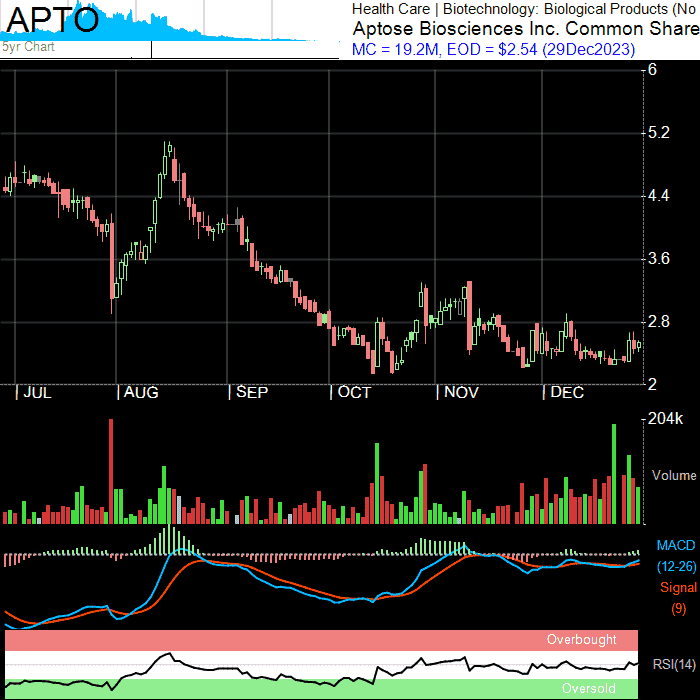 APTO
5yr Chart
Health Care | Biotechnology: Biological Products (No
Aptose Biosciences Inc. Common Share
MC = 19.2M, EOD = $2.54 (29Dec2023)
6
5.2
4.4
3.6
2.8
2
JUL AUG SEP OCT NOV DEC
204k
Volume
MACD
(12-26)
Signal
(9)
Overbought
RSI(14)
Oversold